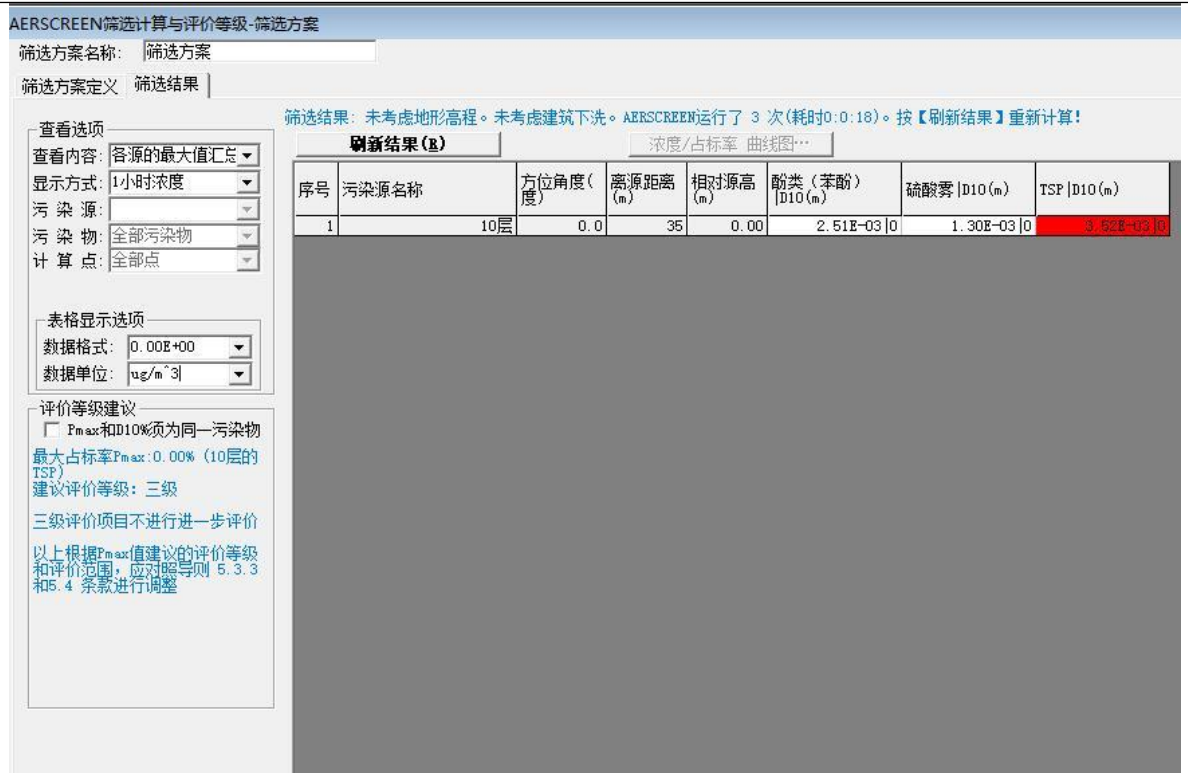 AERSCREEN筛选计算与评价等级-筛选方案
筛选方案名称: 筛选方案
筛选方案定义 筛选结果
筛选结果: 未考虑地形高程。未考虑建筑下洗。AERSCREEN运行了 3 次(耗时0:0:18)。按【刷新结果】重新计算!
查看选项
查看内容: 各源的最大值汇总
显示方式: 1小时浓度
污 染 源:
污 染 物: 全部污染物
计 算 点: 全部点
表格显示选项
数据格式: 0.00E+00
数据单位: ug/m^3
评价等级建议
Pmax和D10%须为同一污染物
最大占标率Pmax:0.00% (10层的
TSP)
建议评价等级: 三级
三级评价项目不进行进一步评价
以上根据Pmax值建议的评价等级
和评价范围,应对照导则 5.3.3
和5.4 条款进行调整
刷新结果(R) 浓度/占标率 曲线图…
序号 污染源名称 方位角度(度) 离源距离(m) 相对源高(m) 酚类(苯酚)|D10(m) 硫酸雾|D10(m) TSP|D10(m)
1 10层 0.0 35 0.00 2.51E-03|0 1.30E-03|0 3.52E-03|0